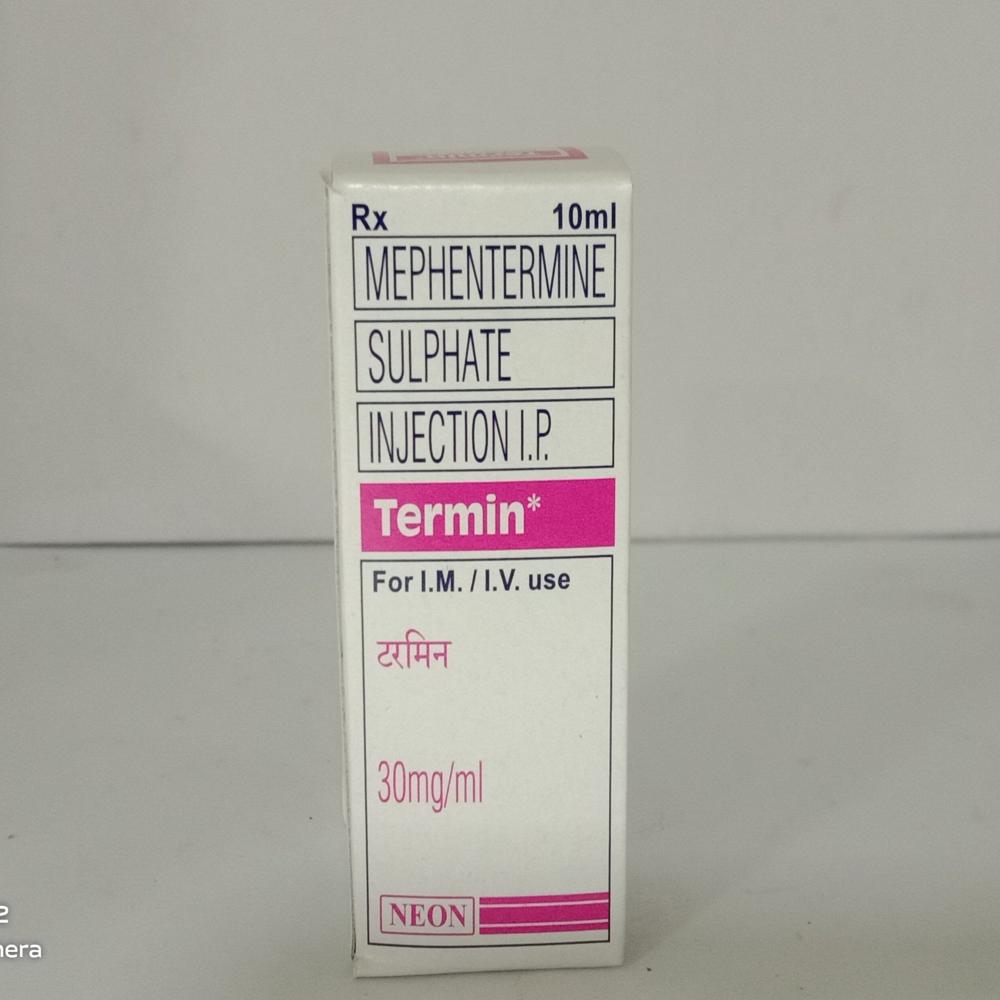 Rx 10ml
MEPHENTERMINE
SULPHATE
INJECTION I.P.
Termin*
For I.M. / I.V. use
टरमिन
30mg/ml
NEON